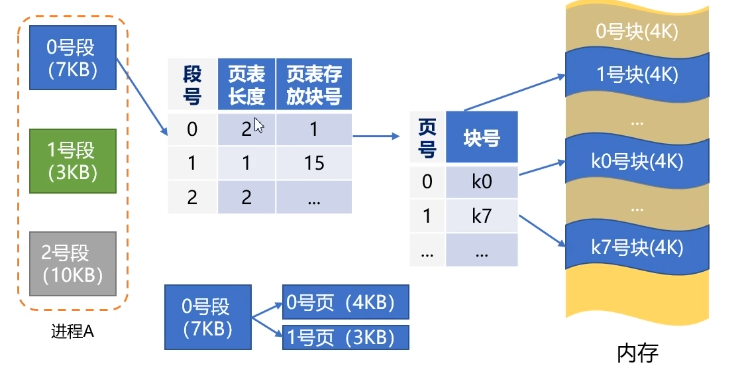 0号段
（7KB）
1号段
（3KB）
2号段
（10KB）
进程A
段号
页表长度
页表存放块号
0
2
1
1
1
15
2
2
...
页号
块号
0
k0
1
k7
...
...
0号段
（7KB）
0号页（4KB）
1号页（3KB）
0号块(4K)
1号块(4K)
...
k0号块(4K)
...
k7号块(4K)
内存